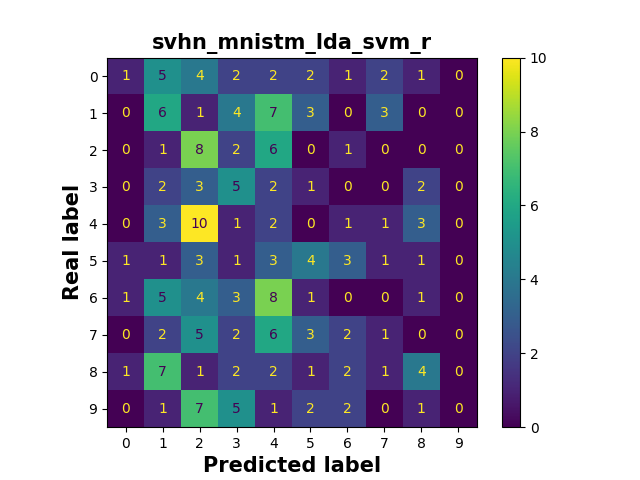 svhn_mnistm_lda_svm_r
0 1 5 4 2 2 2 1 2 1 0
1 0 6 1 4 7 3 0 3 0 0
2 0 1 8 2 6 0 1 0 0 0
3 0 2 3 5 2 1 0 0 2 0
4 0 3 10 1 2 0 1 1 3 0
5 1 1 3 1 3 4 3 1 1 0
6 1 5 4 3 8 1 0 0 1 0
7 0 2 5 2 6 3 2 1 0 0
8 1 7 1 2 2 1 2 1 4 0
9 0 1 7 5 1 2 2 0 1 0
0 1 2 3 4 5 6 7 8 9
Real label
Predicted label
10
8
6
4
2
0